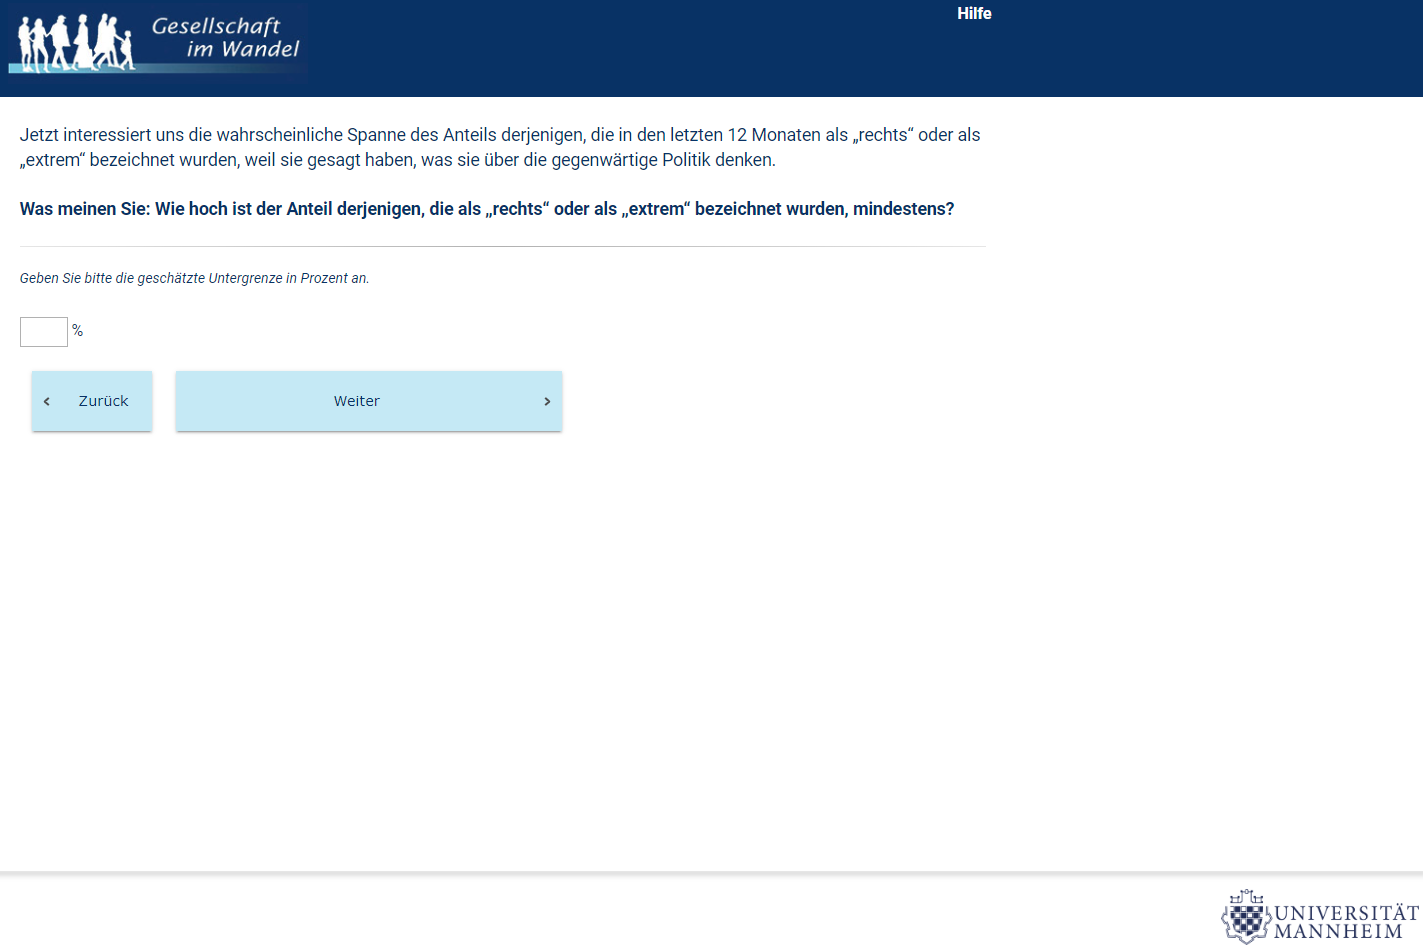 Gesellschaft
im Wandel
Hilfe
Jetzt interessiert uns die wahrscheinliche Spanne des Anteils derjenigen, die in den letzten 12 Monaten als „rechts“ oder als
„extrem“ bezeichnet wurden, weil sie gesagt haben, was sie über die gegenwärtige Politik denken.
Was meinen Sie: Wie hoch ist der Anteil derjenigen, die als „rechts“ oder als „extrem“ bezeichnet wurden, mindestens?
Geben Sie bitte die geschätzte Untergrenze in Prozent an.
%
Zurück
Weiter
UNIVERSITÄT
MANNHEIM